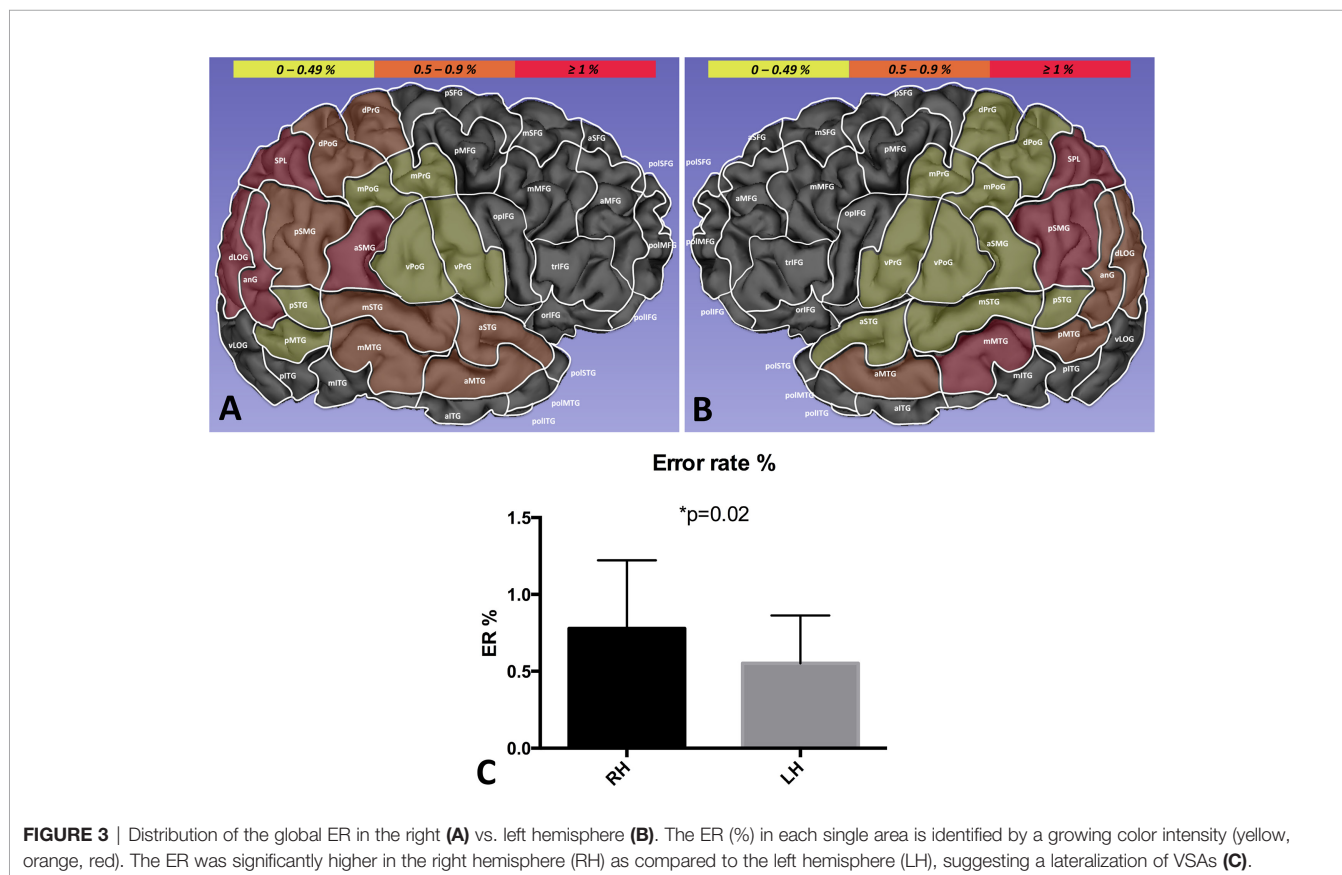 0 – 0.49 % 0.5 – 0.9 % ≥ 1 %
pSFG
dPrG
mSFG
aSFG
dPoG
pMFG
SPL
polSFG
mPrG
mPoG
mMFG
aMFG
opIFG
pSMG
aSMG
polMFG
dLOG
vPoG
vPrG
trIFG
anG
pSTG
mSTG
orIFG
polIFG
aSTG
vLOG
pMTG
mMTG
pITG
mITG
aMTG
polSTG
polMTG
aITG
polITG
A
0 – 0.49 % 0.5 – 0.9 % ≥ 1 %
pSFG
dPrG
aSFG
mSFG
dPoG
pMFG
polSFG
SPL
mPrG
mPoG
mMFG
aMFG
opIFG
pSMG
polMFG
aSMG
dLOG
trIFG
vPrG
vPoG
anG
mSTG
pSTG
polIFG
orIFG
aSTG
pMTG
vLOG
mMTG
polSTG
aMTG
mITG
pITG
polMTG
aITG
polITG
B
Error rate %
*p=0.02
1.5
1.0
ER %
0.5
0.0
RH
LH
C
FIGURE 3 | Distribution of the global ER in the right (A) vs. left hemisphere (B). The ER (%) in each single area is identified by a growing color intensity (yellow,
orange, red). The ER was significantly higher in the right hemisphere (RH) as compared to the left hemisphere (LH), suggesting a lateralization of VSAs (C).